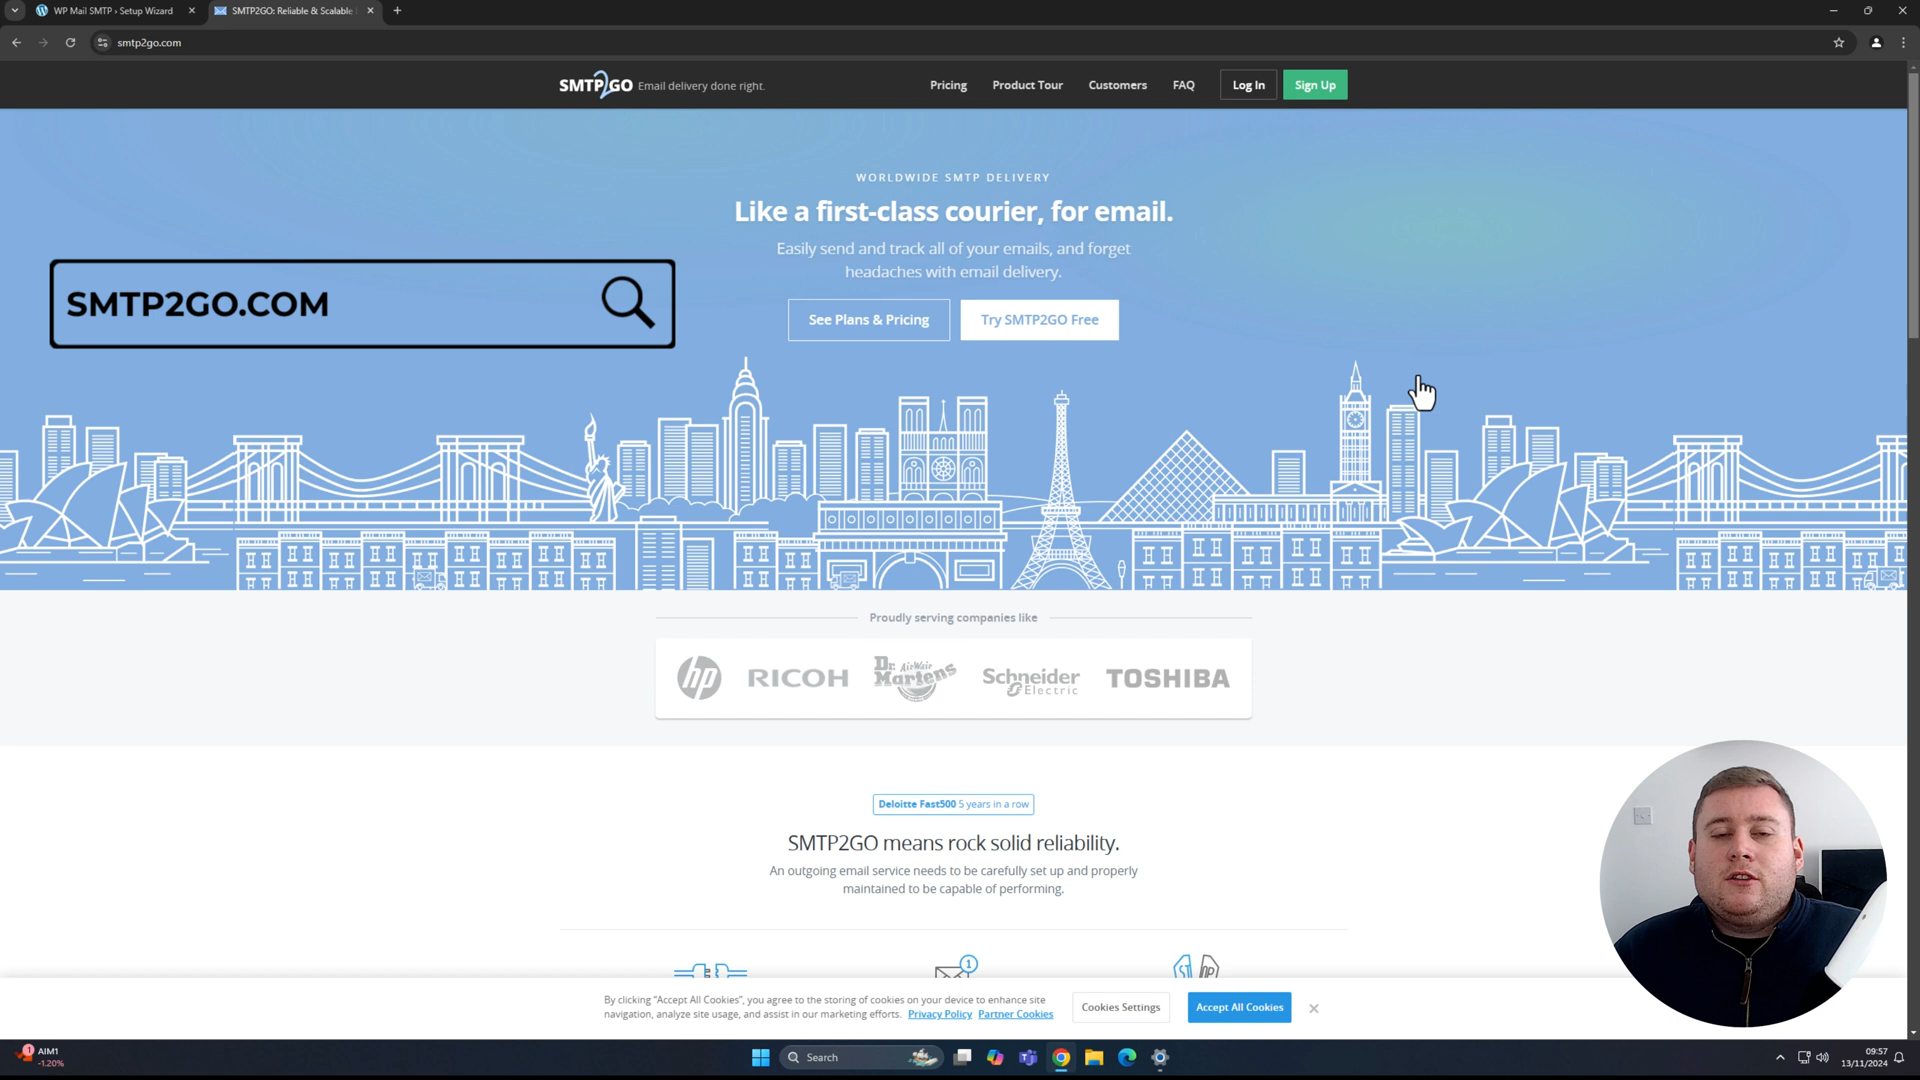 WP Mail SMTP › Setup Wizard
SMTP2GO: Reliable & Scalable
smtp2go.com
SMTP2GO Email delivery done right.
Pricing
Product Tour
Customers
FAQ
Log In
Sign Up
WORLDWIDE SMTP DELIVERY
Like a first-class courier, for email.
Easily send and track all of your emails, and forget
headaches with email delivery.
See Plans & Pricing
Try SMTP2GO Free
SMTP2GO.COM
Proudly serving companies like
hp
RICOH
Dr. Martens AirWair
Schneider Electric
TOSHIBA
Deloitte Fast500 5 years in a row
SMTP2GO means rock solid reliability.
An outgoing email service needs to be carefully set up and properly
maintained to be capable of performing.
1
By clicking "Accept All Cookies", you agree to the storing of cookies on your device to enhance site
navigation, analyze site usage, and assist in our marketing efforts. Privacy Policy Partner Cookies
Cookies Settings
Accept All Cookies
1
AIM1
-1.20%
Search
09:57
13/11/2024